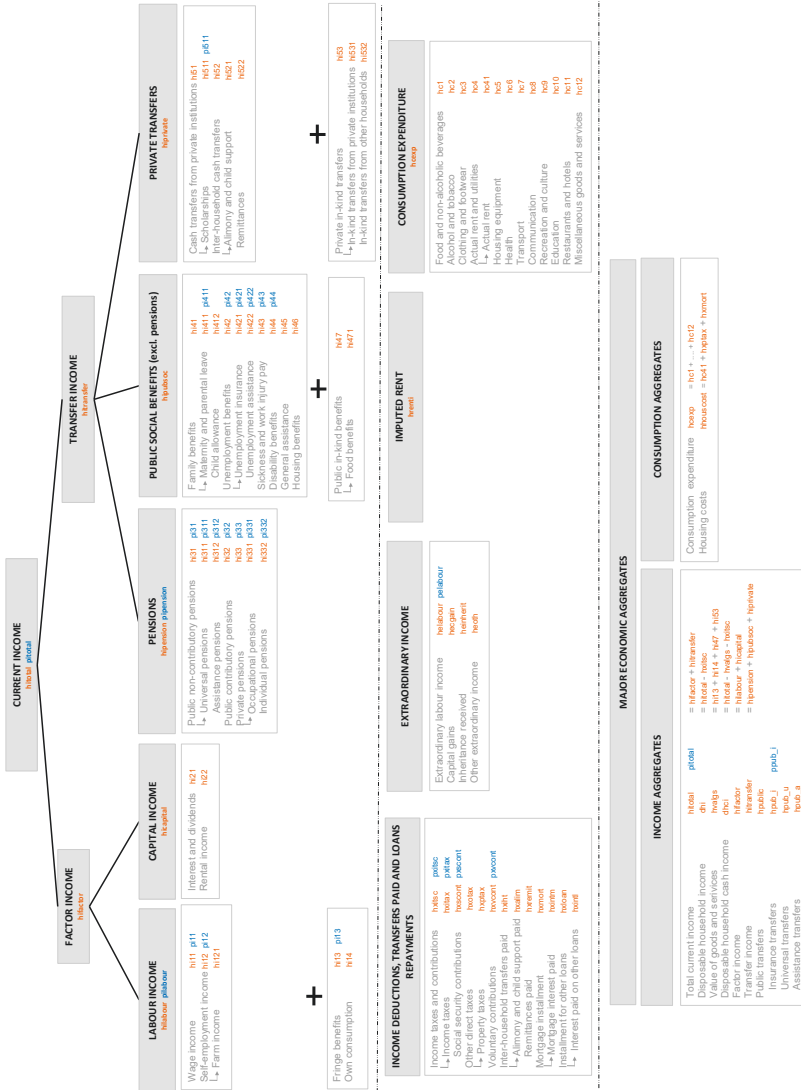 CURRENT INCOME
hitotal pitotal
FACTOR INCOME
hifactor
TRANSFER INCOME
hitransfer
LABOUR INCOME
hilabour pilabour
Wage income hi11 pi11
Self-employment income hi12 pi12
↳ Farm income hi121
+
Fringe benefits hi13 pi13
Own consumption hi14
CAPITAL INCOME
hicapital
Interest and dividends hi21
Rental income hi22
PENSIONS
hipension pipension
Public non-contributory pensions hi31 pi31
↳ Universal pensions hi311 pi311
Assistance pensions hi312 pi312
Public contributory pensions hi32 pi32
Private pensions hi33 pi33
↳ Occupational pensions hi331 pi331
Individual pensions hi332 pi332
PUBLIC SOCIAL BENEFITS (excl. pensions)
hipubsoc
Family benefits hi41
↳ Maternity and parental leave hi411 pi411
Child allowance hi412
Unemployment benefits hi42 pi42
↳ Unemployment insurance hi421 pi421
Unemployment assistance hi422 pi422
Sickness and work injury pay hi43 pi43
Disability benefits hi44 pi44
General assistance hi45
Housing benefits hi46
+
Public in-kind benefits hi47
↳ Food benefits hi471
PRIVATE TRANSFERS
hiprivate
Cash transfers from private institutions hi51
↳ Scholarships hi511 pi511
Inter-household cash transfers hi52
↳ Alimony and child support hi521
Remittances hi522
+
Private in-kind transfers hi53
↳ In-kind transfers from private institutions hi531
In-kind transfers from other households hi532
INCOME DEDUCTIONS, TRANSFERS PAID AND LOANS
REPAYMENTS
Income taxes and contributions hxitsc pxitsc
↳ Income taxes hxitax pxitax
Social security contributions hxscont pxscont
Other direct taxes hxotax
↳ Property taxes hxptax
Voluntary contributions hxvcont pxvcont
Inter-household transfers paid hxiht
↳ Alimony and child support paid hxalim
Remittances paid hxremit
Mortgage installment hxmort
↳ Mortgage interest paid hxintm
Installment for other loans hxloan
↳ Interest paid on other loans hxintl
EXTRAORDINARY INCOME
Extraordinary labour income helabour pelabour
Capital gains hecgain
Inheritance received heinherit
Other extraordinary income heoth
IMPUTED RENT
hrenti
CONSUMPTION EXPENDITURE
hcexp
Food and non-alcoholic beverages hc1
Alcohol and tobacco hc2
Clothing and footwear hc3
Actual rent and utilities hc4
↳ Actual rent hc41
Housing equipment hc5
Health hc6
Transport hc7
Communication hc8
Recreation and culture hc9
Education hc10
Restaurants and hotels hc11
Miscellaneous goods and services hc12
MAJOR ECONOMIC AGGREGATES
INCOME AGGREGATES
Total current income hitotal pitotal = hifactor + hitransfer
Disposable household income dhi = hitotal - hxitsc
Value of goods and serivices hvalgs = hi13 + hi14 + hi47 + hi53
Disposable household cash income dhci = hitotal - hvalgs - hxitsc
Factor income hifactor = hilabour + hicapital
Transfer income hitransfer = hipension + hipubsoc + hiprivate
Public transfers hpublic
Insurance transfers hpub_i ppub_i
Universal transfers hpub_u
Assistance transfers hpub_a
CONSUMPTION AGGREGATES
Consumption expenditure hcexp = hc1 + ... + hc12
Housing costs hhouscost = hc41 + hxptax + hxmort